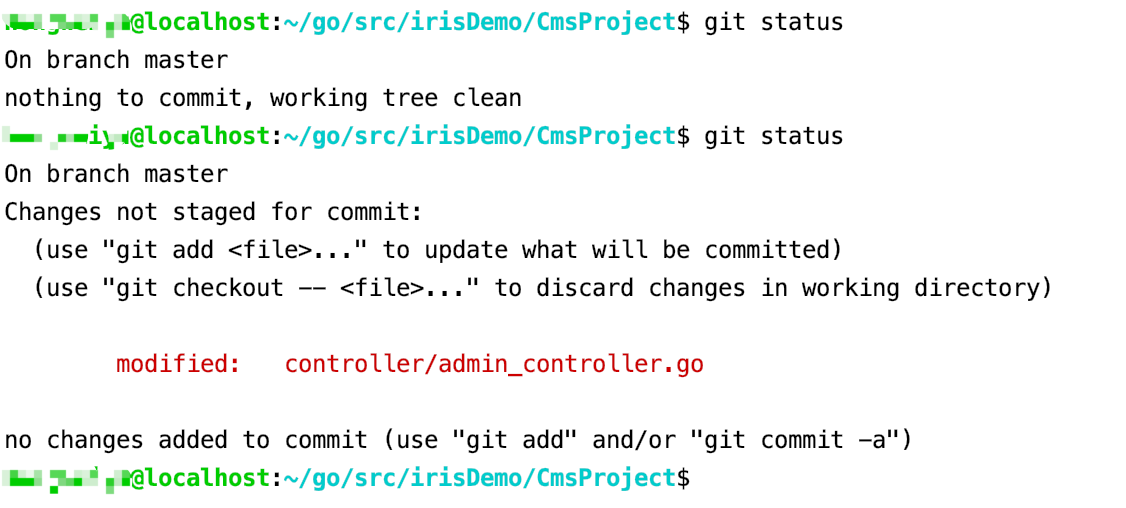 @localhost:~/go/src/irisDemo/CmsProject$ git status
On branch master
nothing to commit, working tree clean
@localhost:~/go/src/irisDemo/CmsProject$ git status
On branch master
Changes not staged for commit:
  (use "git add <file>..." to update what will be committed)
  (use "git checkout -- <file>..." to discard changes in working directory)
        modified:   controller/admin_controller.go
no changes added to commit (use "git add" and/or "git commit -a")
@localhost:~/go/src/irisDemo/CmsProject$